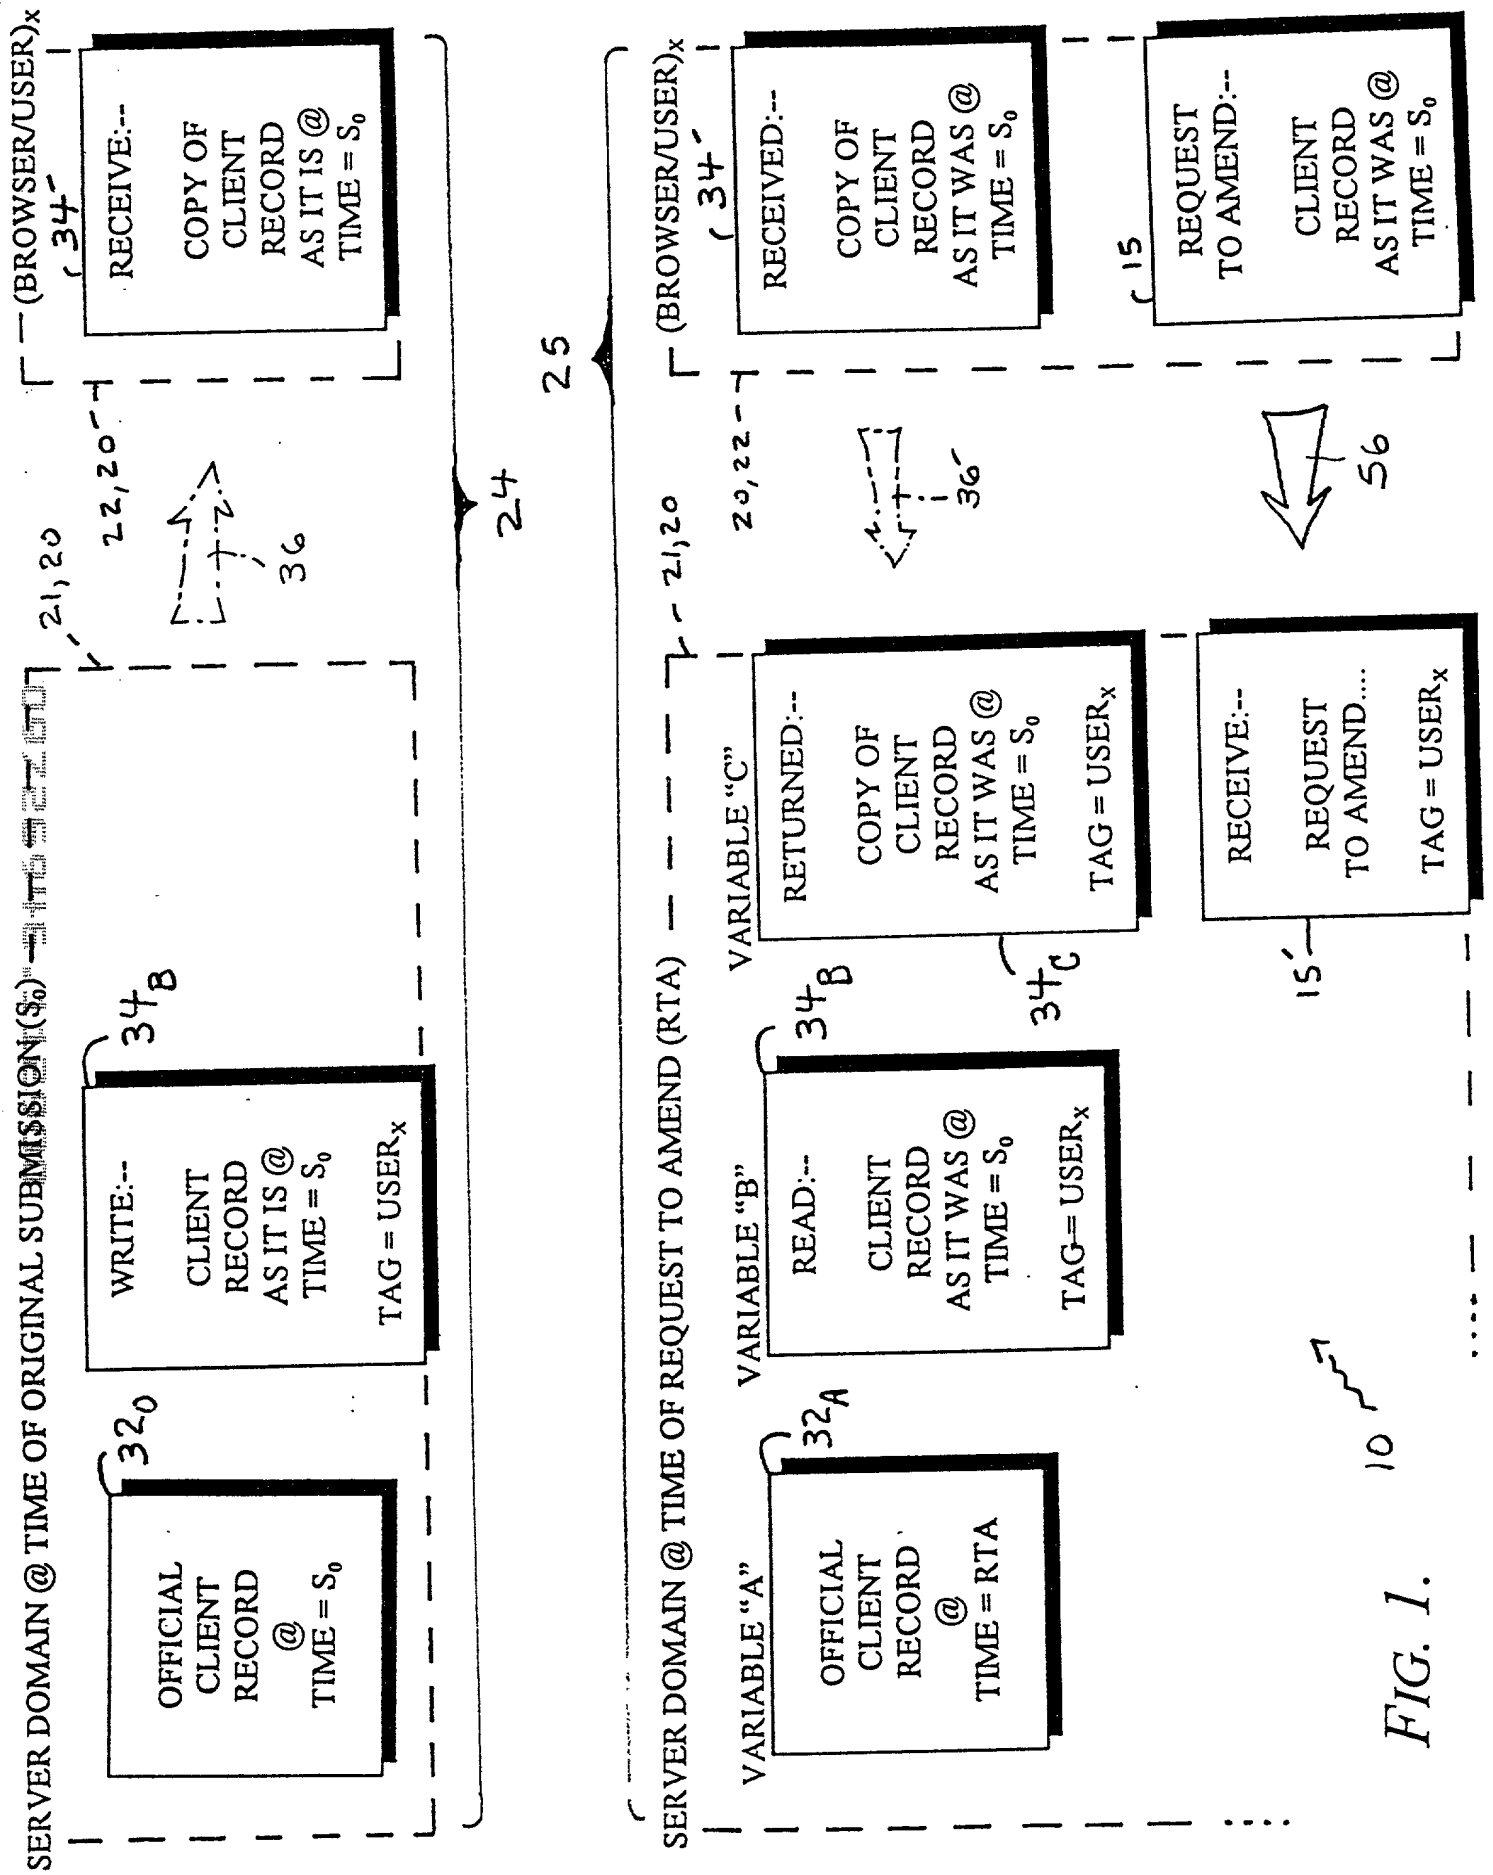 SERVER DOMAIN @ TIME OF ORIGINAL SUBMISSION (S₀)
21,20
22,20
(BROWSER/USER)ₓ
32₀
OFFICIAL
CLIENT
RECORD
@
TIME = S₀
34B
WRITE:--
CLIENT
RECORD
AS IT IS @
TIME = S₀
TAG = USERₓ
36
34'
RECEIVE:--
COPY OF
CLIENT
RECORD
AS IT IS @
TIME = S₀
24
25
SERVER DOMAIN @ TIME OF REQUEST TO AMEND (RTA)
21,20
20,22
(BROWSER/USER)ₓ
VARIABLE “A”
32A
OFFICIAL
CLIENT
RECORD
@
TIME = RTA
VARIABLE “B”
34B
READ:--
CLIENT
RECORD
AS IT WAS @
TIME = S₀
TAG = USERₓ
VARIABLE “C”
RETURNED:--
COPY OF
CLIENT
RECORD
AS IT WAS @
TIME = S₀
TAG = USERₓ
34C
36'
34'
RECEIVED:--
COPY OF
CLIENT
RECORD
AS IT WAS @
TIME = S₀
15'
RECEIVE:--
REQUEST
TO AMEND....
TAG = USERₓ
56
15
REQUEST
TO AMEND:--
CLIENT
RECORD
AS IT WAS @
TIME = S₀
10
FIG. 1.